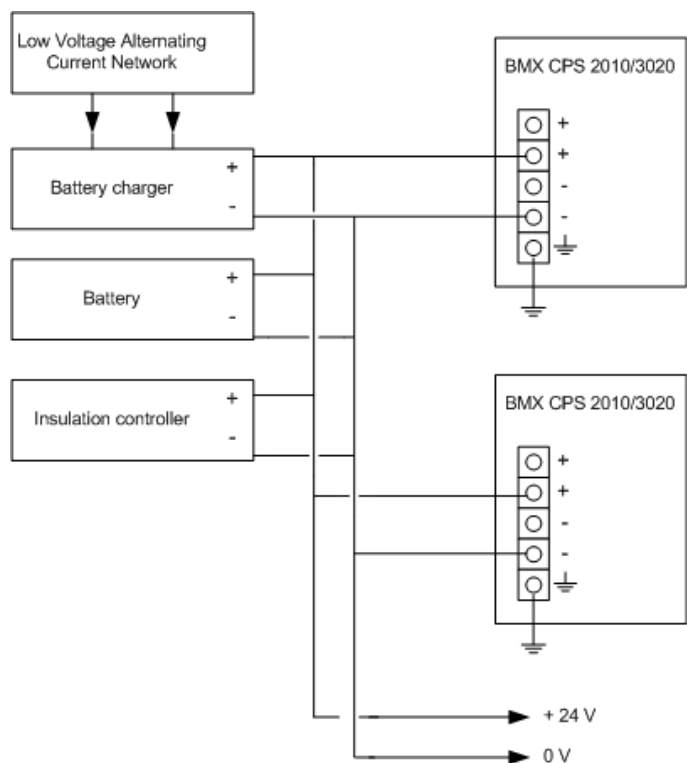 Low Voltage Alternating
Current Network
BMX CPS 2010/3020
+
+
-
-
Battery charger
+
-
Battery
+
-
Insulation controller
+
-
BMX CPS 2010/3020
+
+
-
-
+ 24 V
0 V